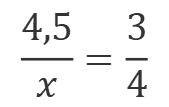 4,5/x = 3/4